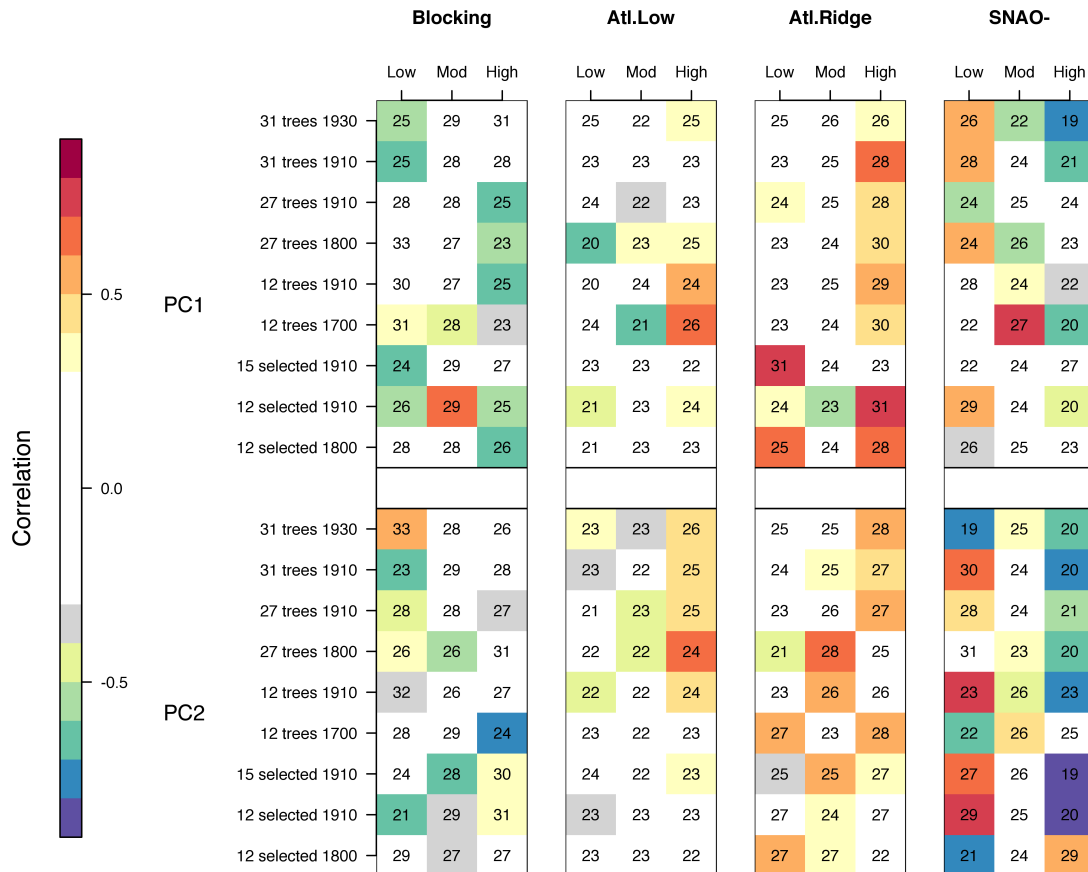 Blocking Atl.Low Atl.Ridge SNAO-
Low Mod High Low Mod High Low Mod High Low Mod High
31 trees 1930 25 29 31 25 22 25 25 26 26 26 22 19
31 trees 1910 25 28 28 23 23 23 23 25 28 28 24 21
27 trees 1910 28 28 25 24 22 23 24 25 28 24 25 24
27 trees 1800 33 27 23 20 23 25 23 24 30 24 26 23
12 trees 1910 30 27 25 20 24 24 23 25 29 28 24 22
12 trees 1700 31 28 23 24 21 26 23 24 30 22 27 20
15 selected 1910 24 29 27 23 23 22 31 24 23 22 24 27
12 selected 1910 26 29 25 21 23 24 24 23 31 29 24 20
12 selected 1800 28 28 26 21 23 23 25 24 28 26 25 23
31 trees 1930 33 28 26 23 23 26 25 25 28 19 25 20
31 trees 1910 23 29 28 23 22 25 24 25 27 30 24 20
27 trees 1910 28 28 27 21 23 25 23 26 27 28 24 21
27 trees 1800 26 26 31 22 22 24 21 28 25 31 23 20
12 trees 1910 32 26 27 22 22 24 23 26 26 23 26 23
12 trees 1700 28 29 24 23 22 23 27 23 28 22 26 25
15 selected 1910 24 28 30 24 22 23 25 25 27 27 26 19
12 selected 1910 21 29 31 23 23 23 27 24 27 29 25 20
12 selected 1800 29 27 27 23 23 22 27 27 22 21 24 29
PC1
PC2
Correlation
0.5
0.0
-0.5